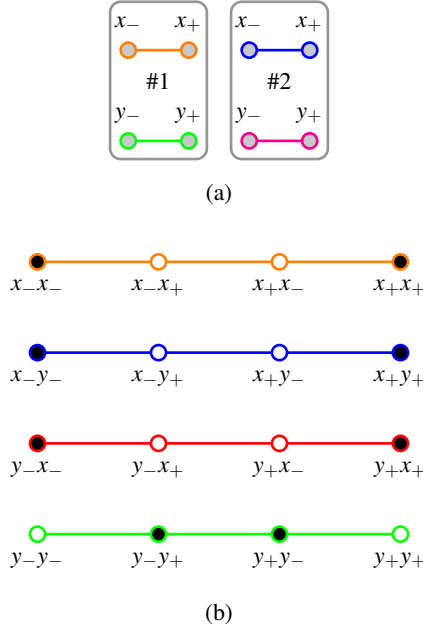 x₋ x₊ x₋ x₊
#1 #2
y₋ y₊ y₋ y₊
(a)
x₋x₋ x₋x₊ x₊x₋ x₊x₊
x₋y₋ x₋y₊ x₊y₋ x₊y₊
y₋x₋ y₋x₊ y₊x₋ y₊x₊
y₋y₋ y₋y₊ y₊y₋ y₊y₊
(b)